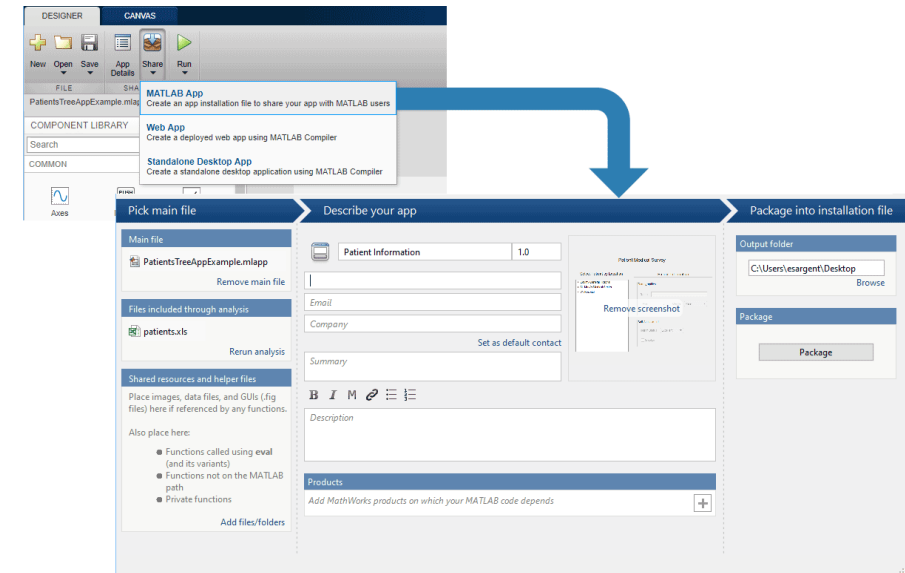 DESIGNER CANVAS
New Open Save App Details Share Run
FILE SHA
PatientsTreeAppExample.mlap
MATLAB App
Create an app installation file to share your app with MATLAB users
Web App
Create a deployed web app using MATLAB Compiler
Standalone Desktop App
Create a standalone desktop application using MATLAB Compiler
COMPONENT LIBRARY
Search
COMMON
PUSH
Axes
Pick main file
Describe your app
Package into installation file
Main file
PatientsTreeAppExample.mlapp
Remove main file
Files included through analysis
patients.xls
Rerun analysis
Shared resources and helper files
Place images, data files, and GUIs (.fig
files) here if referenced by any functions.
Also place here:
Functions called using eval
(and its variants)
Functions not on the MATLAB
path
Private functions
Add files/folders
Patient Information 1.0
Email
Company
Set as default contact
Summary
B I M
Description
Products
Add MathWorks products on which your MATLAB code depends
Remove screenshot
Output folder
C:\Users\esargent\Desktop
Browse
Package
Package